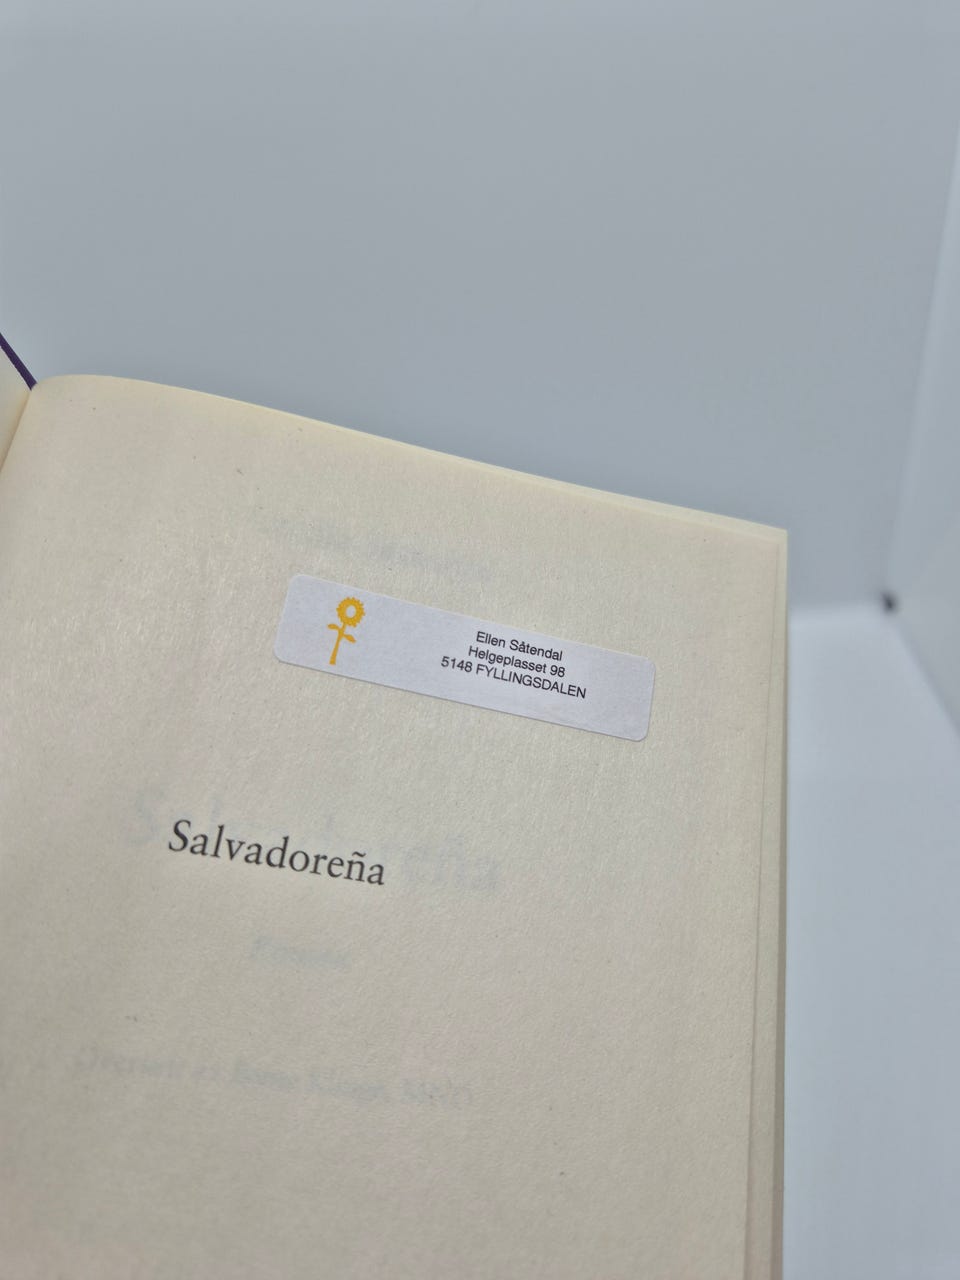 Ellen Såtendal
Helgeplasset 98
5148 FYLLINGSDALEN
Salvadoreña